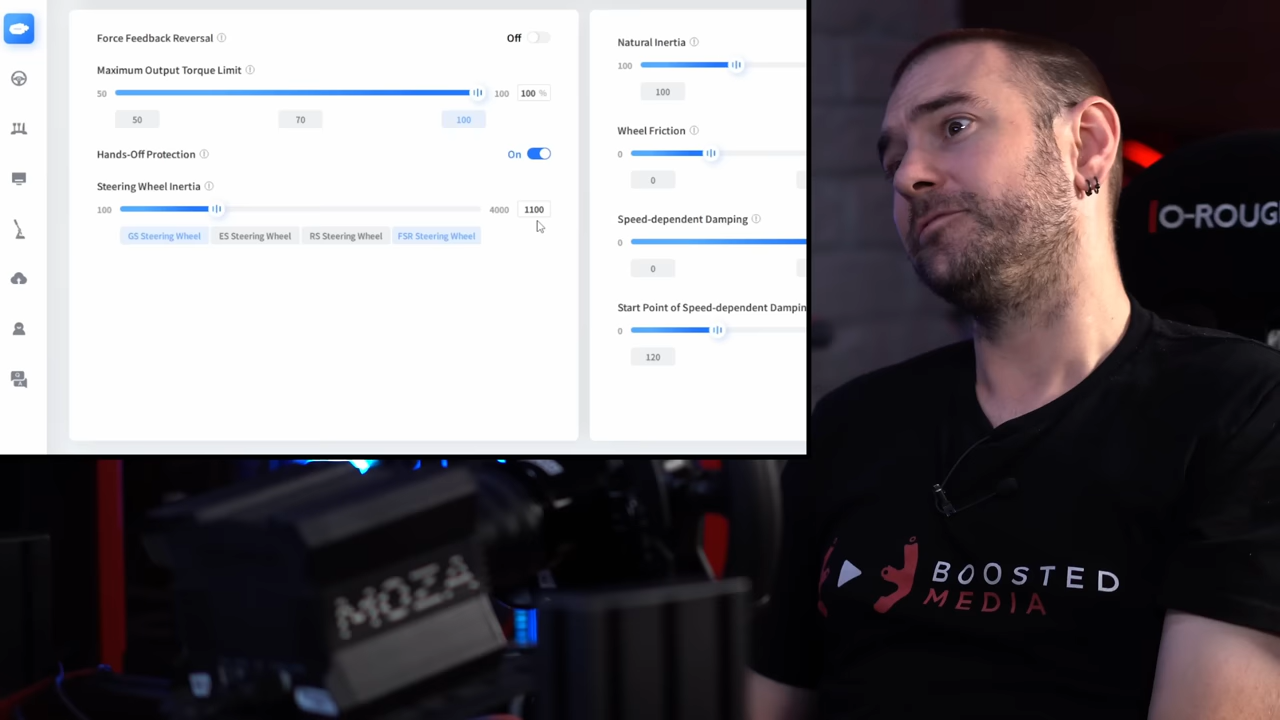 Force Feedback Reversal
Off
Maximum Output Torque Limit
50
100
100 %
50
70
100
Hands-Off Protection
On
Steering Wheel Inertia
100
4000
1100
GS Steering Wheel
ES Steering Wheel
RS Steering Wheel
FSR Steering Wheel
Natural Inertia
100
100
Wheel Friction
0
0
Speed-dependent Damping
0
0
Start Point of Speed-dependent Dampin
0
120
O-ROUG
MOZA
BOOSTED
MEDIA